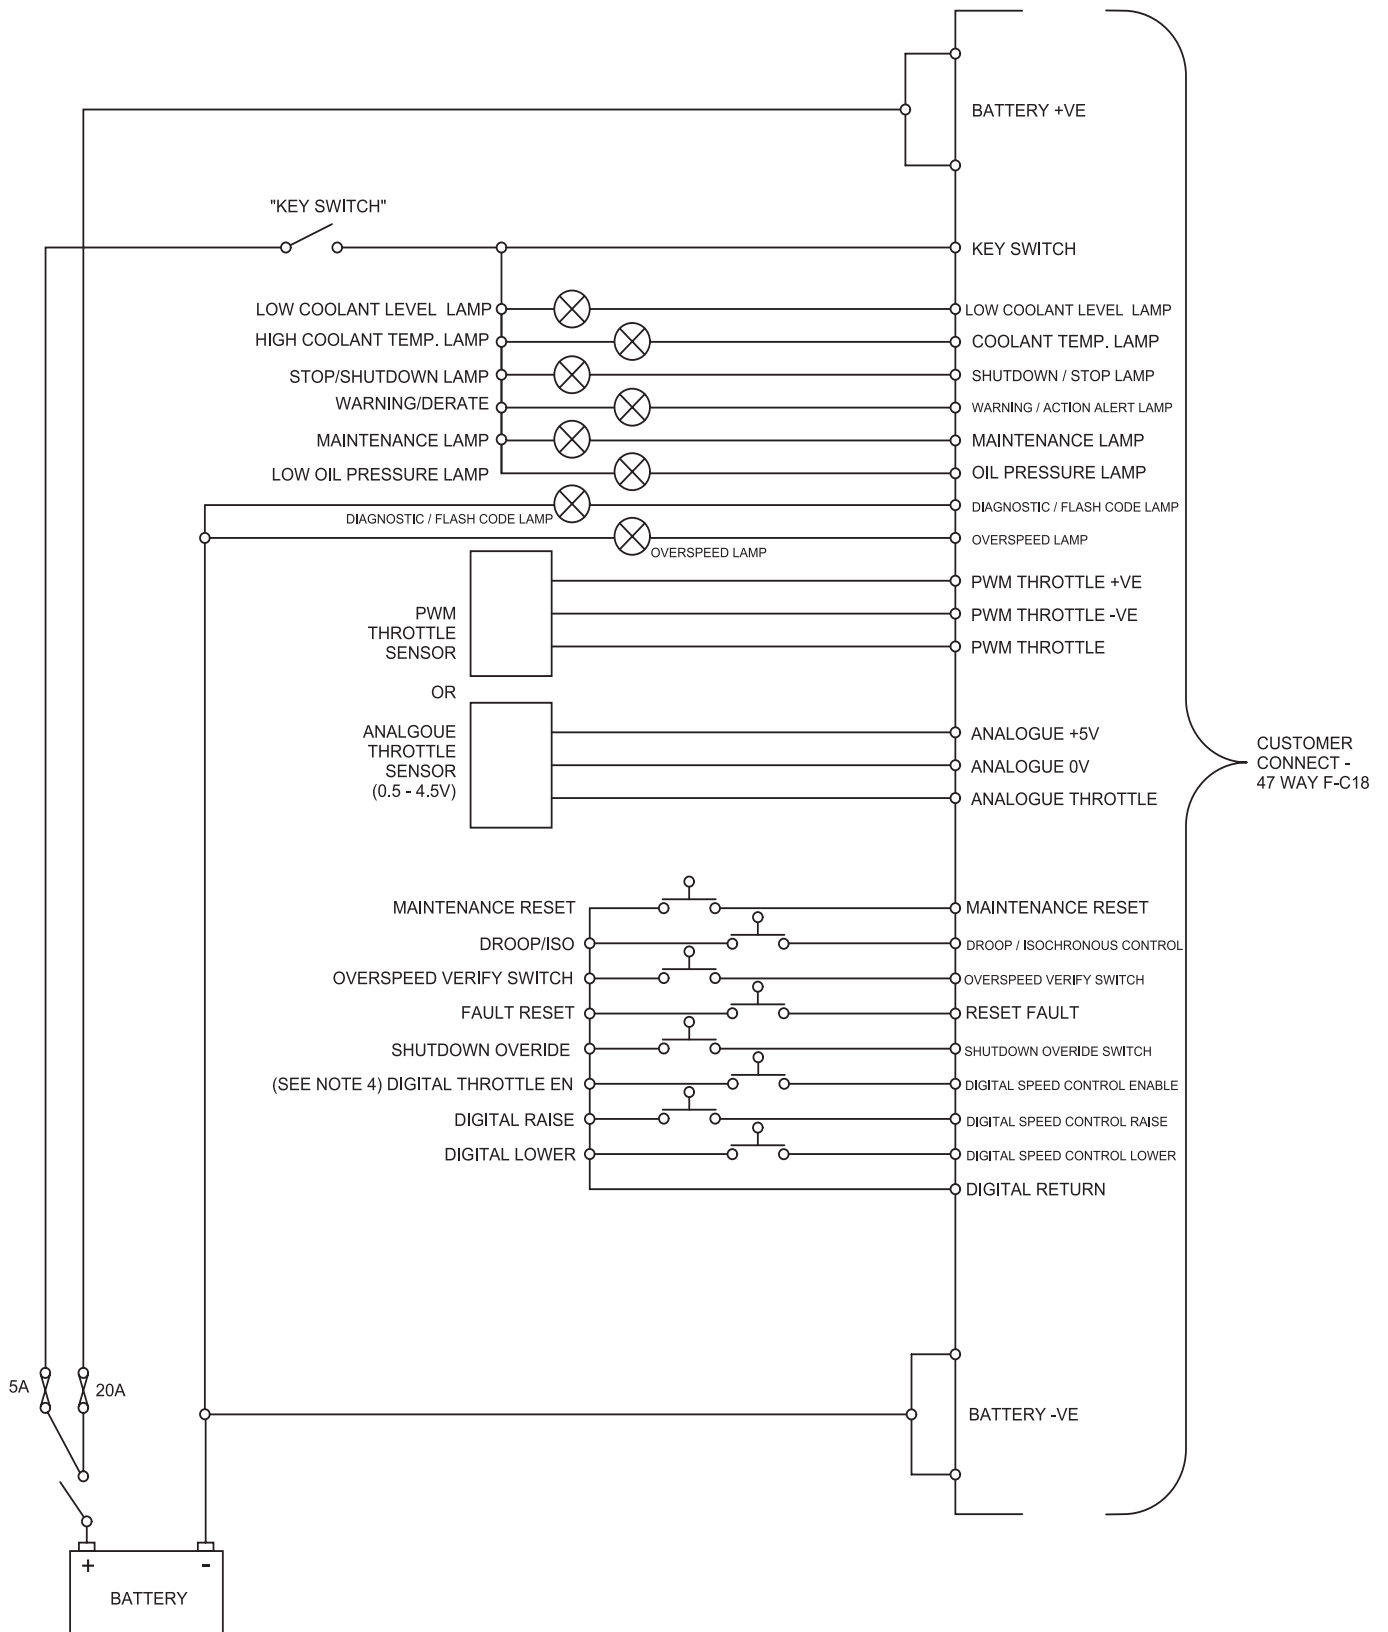 BATTERY +VE
"KEY SWITCH"
KEY SWITCH
LOW COOLANT LEVEL LAMP
LOW COOLANT LEVEL LAMP
HIGH COOLANT TEMP. LAMP
COOLANT TEMP. LAMP
STOP/SHUTDOWN LAMP
SHUTDOWN / STOP LAMP
WARNING/DERATE
WARNING / ACTION ALERT LAMP
MAINTENANCE LAMP
MAINTENANCE LAMP
LOW OIL PRESSURE LAMP
OIL PRESSURE LAMP
DIAGNOSTIC / FLASH CODE LAMP
DIAGNOSTIC / FLASH CODE LAMP
OVERSPEED LAMP
OVERSPEED LAMP
PWM
THROTTLE
SENSOR
PWM THROTTLE +VE
PWM THROTTLE -VE
PWM THROTTLE
OR
ANALGOUE
THROTTLE
SENSOR
(0.5 - 4.5V)
ANALOGUE +5V
ANALOGUE 0V
ANALOGUE THROTTLE
CUSTOMER
CONNECT -
47 WAY F-C18
MAINTENANCE RESET
MAINTENANCE RESET
DROOP/ISO
DROOP / ISOCHRONOUS CONTROL
OVERSPEED VERIFY SWITCH
OVERSPEED VERIFY SWITCH
FAULT RESET
RESET FAULT
SHUTDOWN OVERIDE
SHUTDOWN OVERIDE SWITCH
(SEE NOTE 4) DIGITAL THROTTLE EN
DIGITAL SPEED CONTROL ENABLE
DIGITAL RAISE
DIGITAL SPEED CONTROL RAISE
DIGITAL LOWER
DIGITAL SPEED CONTROL LOWER
DIGITAL RETURN
5A
20A
BATTERY -VE
+
-
BATTERY